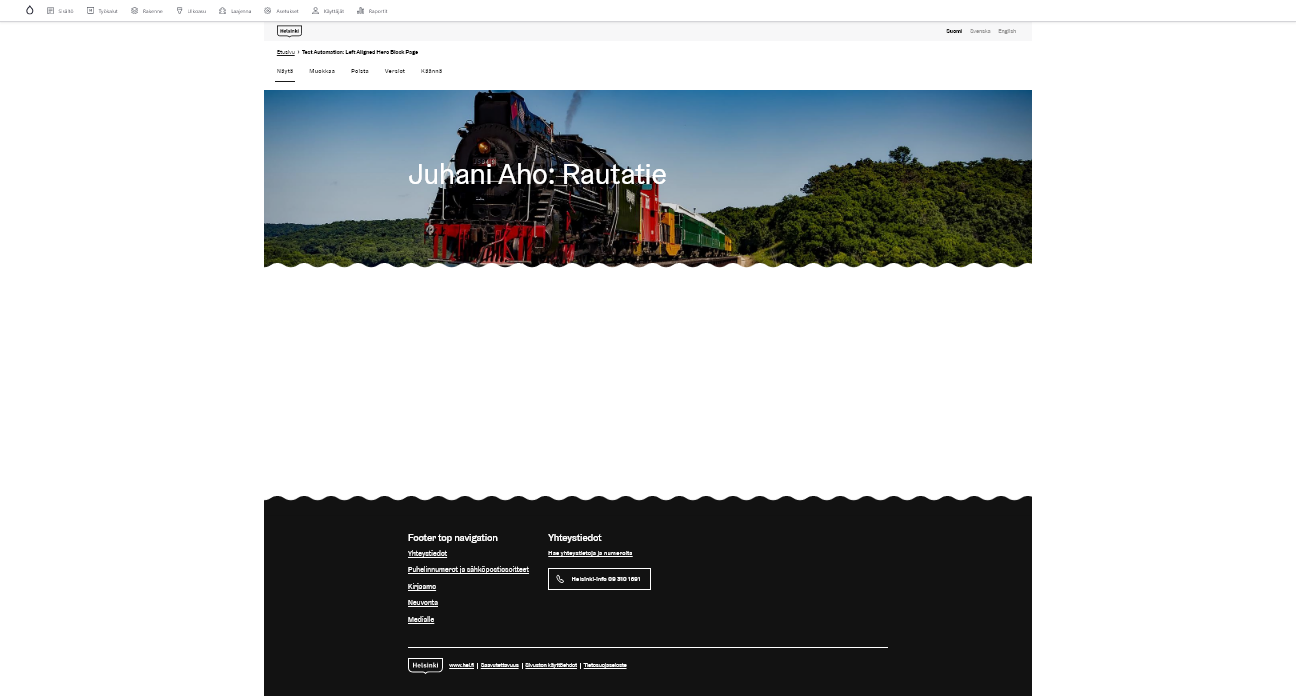 Sisältö Työkalut Rakenne Ulkoasu Laajenna Asetukset Käyttäjät Raportit
Helsinki
Suomi Svenska English
Etusivu › Test Automation: Left Aligned Hero Block Page
Näytä Muokkaa Poista Versiot Käännä
Juhani Aho: Rautatie
Footer top navigation
Yhteystiedot
Puhelinnumerot ja sähköpostiosoitteet
Kirjaamo
Neuvonta
Medialle
Yhteystiedot
Hae yhteystietoja ja numeroita
Helsinki-info 09 310 1691
Helsinki www.hel.fi | Saavutettavuus | Sivuston käyttöehdot | Tietosuojaseloste